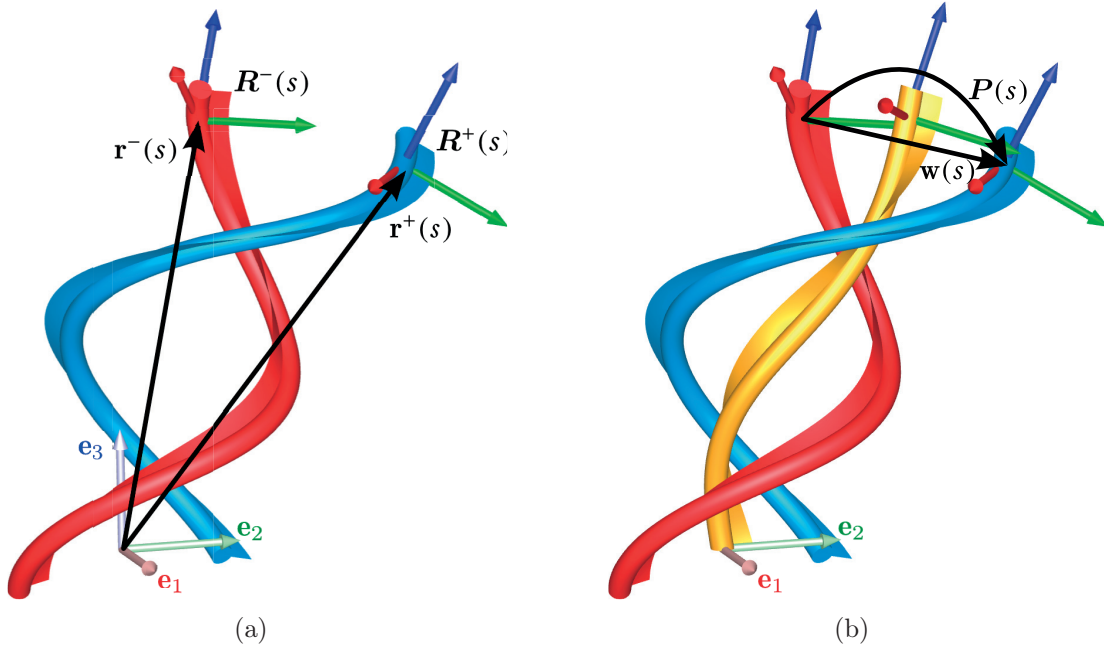 R⁻(s)
r⁻(s)
R⁺(s)
r⁺(s)
e₃
e₂
e₁
(a)
P(s)
w(s)
e₂
e₁
(b)